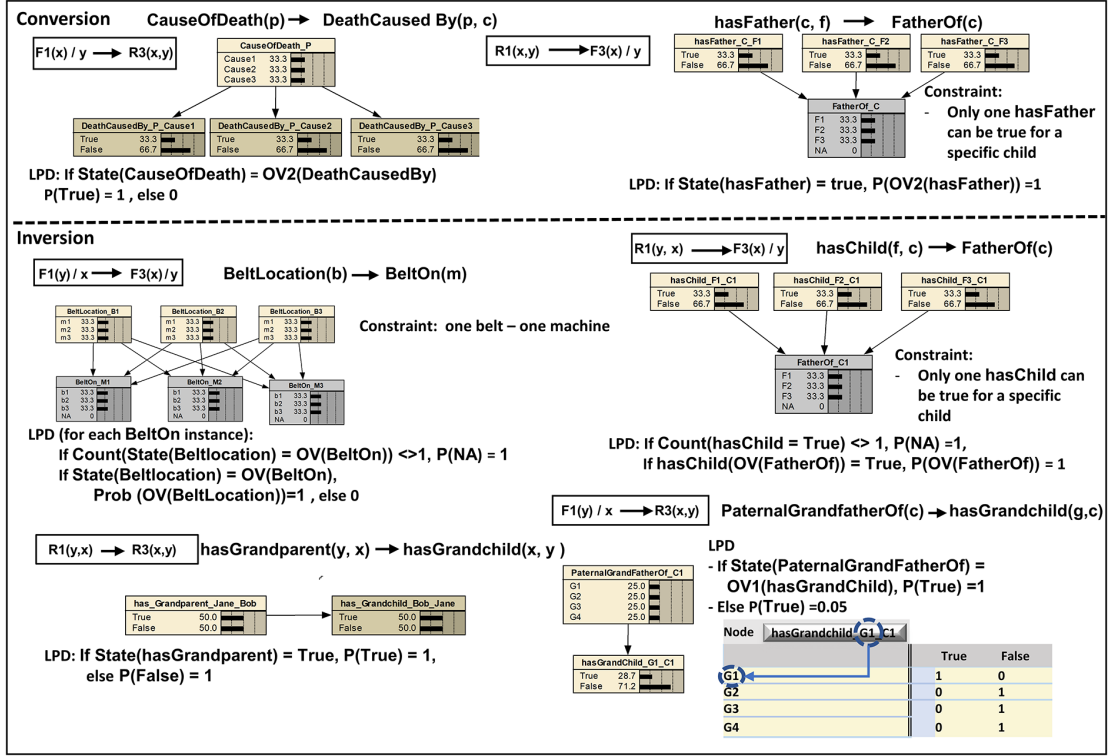 Conversion
CauseOfDeath(p) → DeathCaused By(p, c)
F1(x) / y → R3(x,y)
CauseOfDeath_P
Cause1 33.3
Cause2 33.3
Cause3 33.3
DeathCausedBy_P_Cause1
True 33.3
False 66.7
DeathCausedBy_P_Cause2
True 33.3
False 66.7
DeathCausedBy_P_Cause3
True 33.3
False 66.7
LPD: If State(CauseOfDeath) = OV2(DeathCausedBy)
P(True) = 1 , else 0
hasFather(c, f) → FatherOf(c)
R1(x,y) → F3(x) / y
hasFather_C_F1
True 33.3
False 66.7
hasFather_C_F2
True 33.3
False 66.7
hasFather_C_F3
True 33.3
False 66.7
FatherOf_C
F1 33.3
F2 33.3
F3 33.3
NA 0
Constraint:
- Only one hasFather
can be true for a
specific child
LPD: If State(hasFather) = true, P(OV2(hasFather)) =1
Inversion
F1(y) / x → F3(x) / y
BeltLocation(b) → BeltOn(m)
BeltLocation_B1
m1 33.3
m2 33.3
m3 33.3
BeltLocation_B2
m1 33.3
m2 33.3
m3 33.3
BeltLocation_B3
m1 33.3
m2 33.3
m3 33.3
Constraint: one belt – one machine
BeltOn_M1
b1 33.3
b2 33.3
b3 33.3
NA 0
BeltOn_M2
b1 33.3
b2 33.3
b3 33.3
NA 0
BeltOn_M3
b1 33.3
b2 33.3
b3 33.3
NA 0
LPD (for each BeltOn instance):
If Count(State(Beltlocation) = OV(BeltOn)) <>1, P(NA) = 1
If State(Beltlocation) = OV(BeltOn),
Prob (OV(BeltLocation))=1 , else 0
R1(y, x) → F3(x) / y
hasChild(f, c) → FatherOf(c)
hasChild_F1_C1
True 33.3
False 66.7
hasChild_F2_C1
True 33.3
False 66.7
hasChild_F3_C1
True 33.3
False 66.7
FatherOf_C1
F1 33.3
F2 33.3
F3 33.3
NA 0
Constraint:
- Only one hasChild can
be true for a specific
child
LPD: If Count(hasChild = True) <> 1, P(NA) =1,
If hasChild(OV(FatherOf)) = True, P(OV(FatherOf)) = 1
R1(y,x) → R3(x,y)
hasGrandparent(y, x) → hasGrandchild(x, y )
has_Grandparent_Jane_Bob
True 50.0
False 50.0
has_Grandchild_Bob_Jane
True 50.0
False 50.0
LPD: If State(hasGrandparent) = True, P(True) = 1,
else P(False) = 1
F1(y) / x → R3(x,y)
PaternalGrandfatherOf(c) → hasGrandchild(g,c)
PaternalGrandFatherOf_C1
G1 25.0
G2 25.0
G3 25.0
G4 25.0
hasGrandChild_G1_C1
True 28.7
False 71.2
LPD
- If State(PaternalGrandFatherOf) =
OV1(hasGrandChild), P(True) =1
- Else P(True) =0.05
Node hasGrandchild_G1_C1
True False
G1 1 0
G2 0 1
G3 0 1
G4 0 1